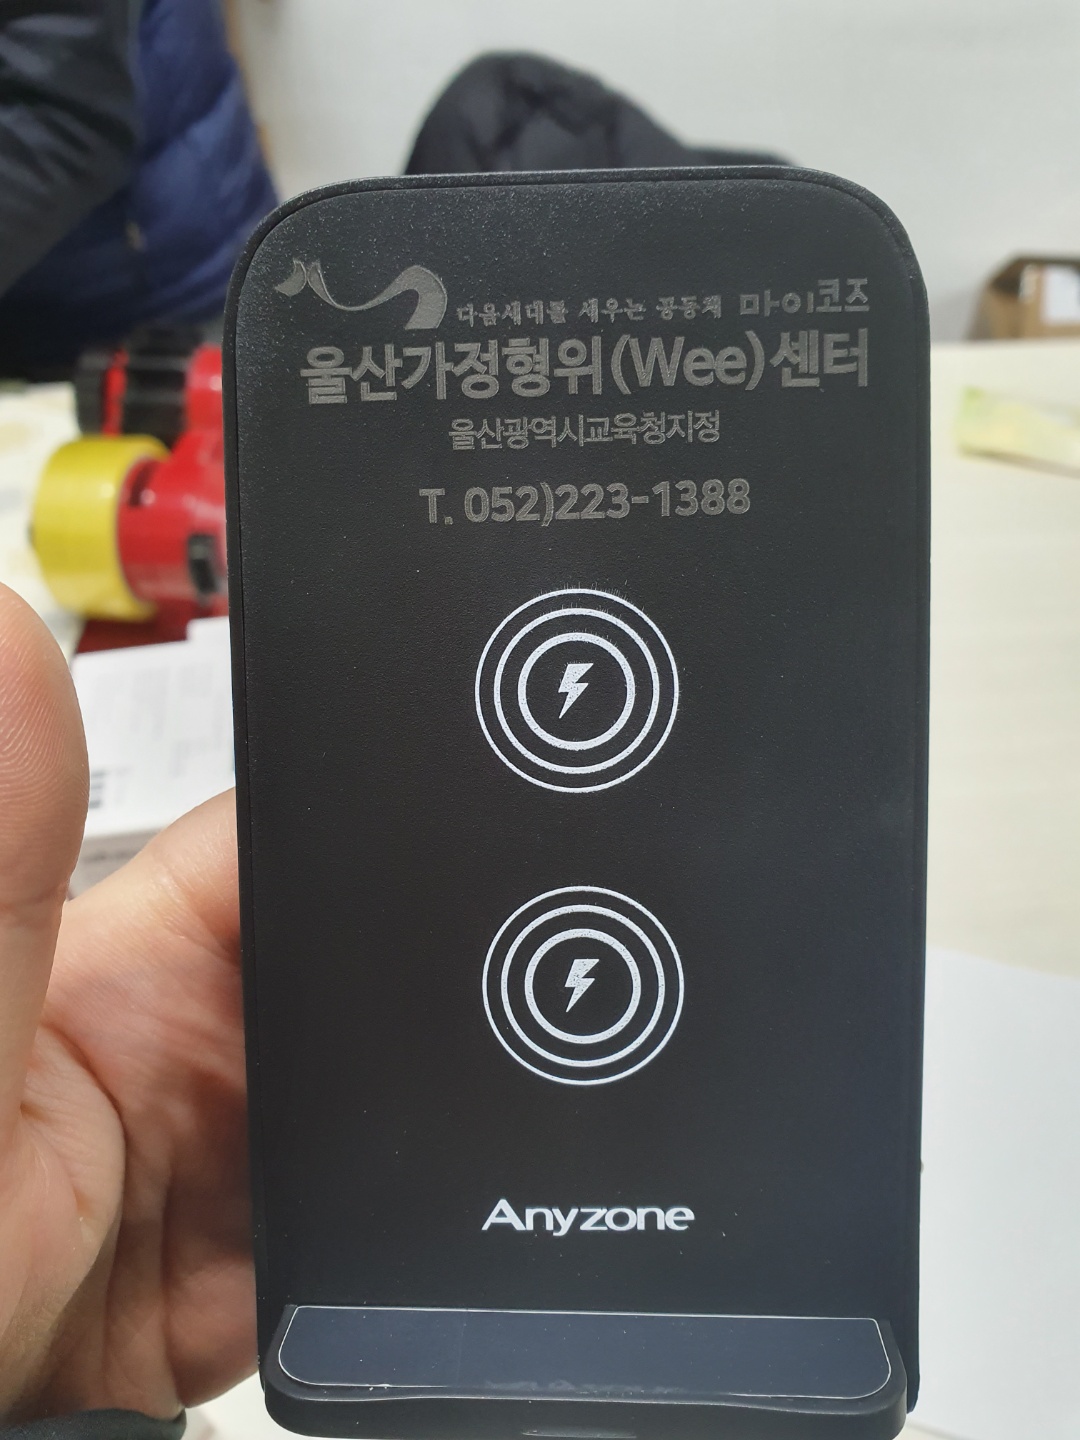 다음세대를 세우는 공동체 마이코즈
울산가정형위(Wee)센터
울산광역시교육청지정
T. 052)223-1388
Anyzone